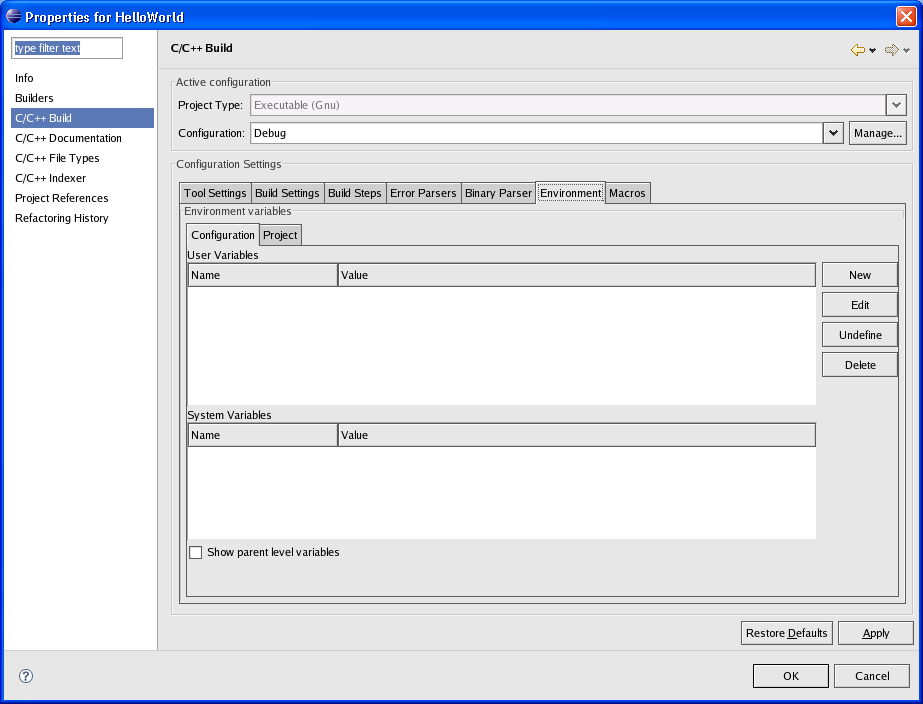 Properties for HelloWorld
type filter text
Info
Builders
C/C++ Build
C/C++ Documentation
C/C++ File Types
C/C++ Indexer
Project References
Refactoring History
C/C++ Build
Active configuration
Project Type: Executable (Gnu)
Configuration: Debug Manage...
Configuration Settings
Tool Settings Build Settings Build Steps Error Parsers Binary Parser Environment Macros
Environment variables
Configuration Project
User Variables
Name Value
New
Edit
Undefine
Delete
System Variables
Name Value
Show parent level variables
Restore Defaults Apply
? OK Cancel